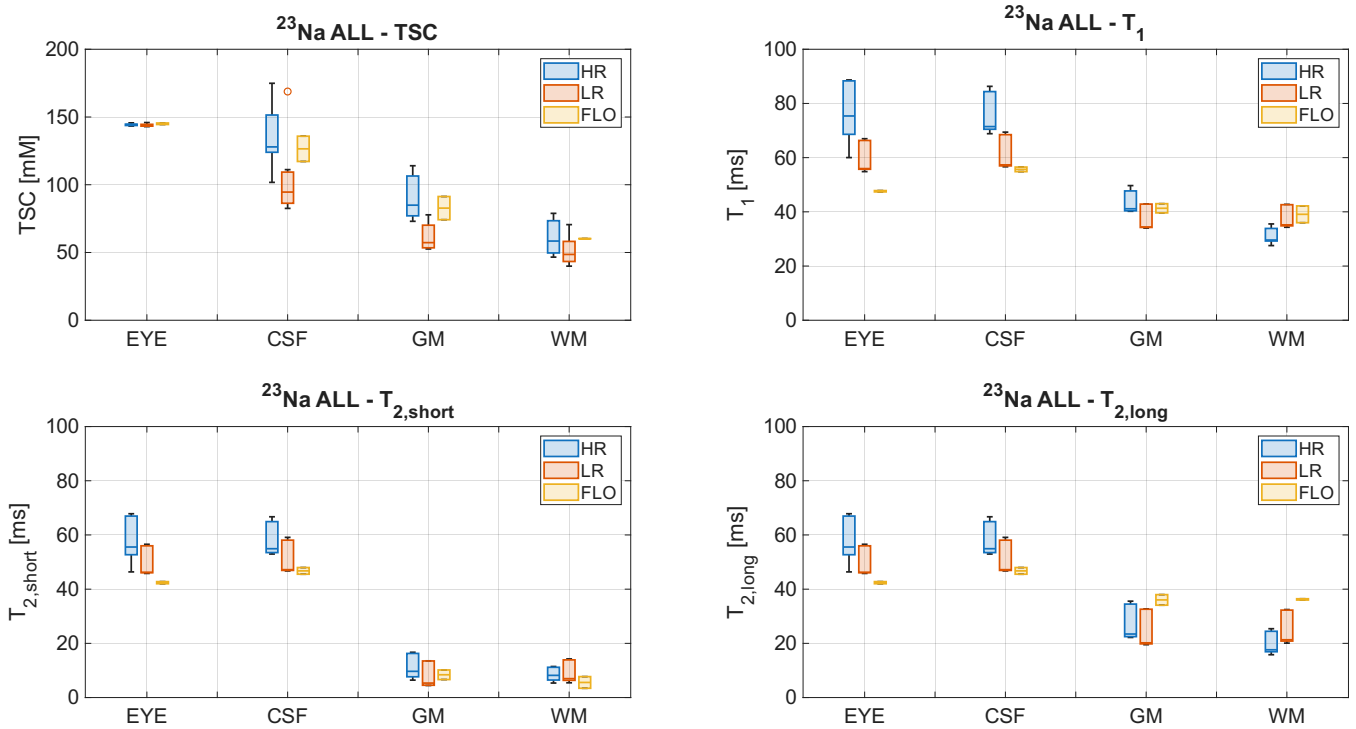 ²³Na ALL - TSC
TSC [mM]
200
150
100
50
0
EYE CSF GM WM
HR
LR
FLO
²³Na ALL - T₁
T₁ [ms]
100
80
60
40
20
0
EYE CSF GM WM
HR
LR
FLO
²³Na ALL - T₂,short
T₂,short [ms]
100
80
60
40
20
0
EYE CSF GM WM
HR
LR
FLO
²³Na ALL - T₂,long
T₂,long [ms]
100
80
60
40
20
0
EYE CSF GM WM
HR
LR
FLO